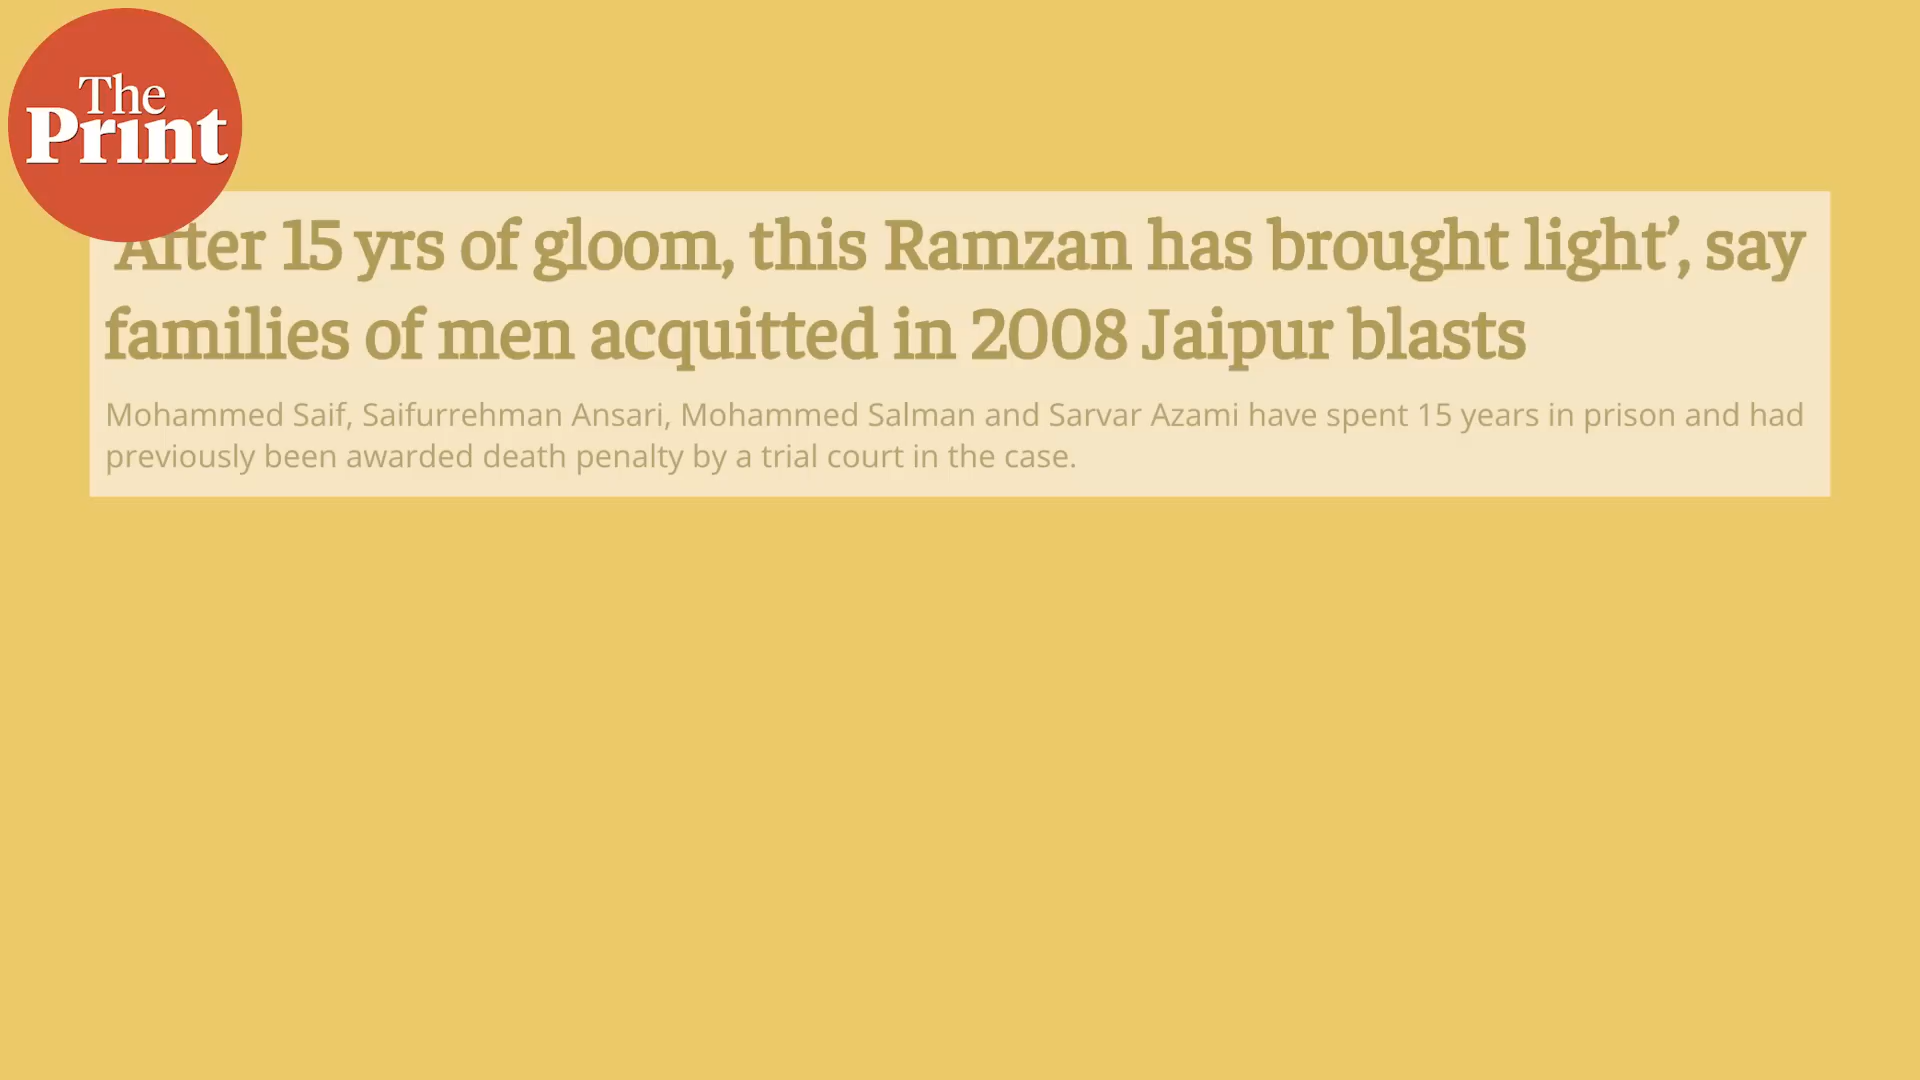 The
Print
After 15 yrs of gloom, this Ramzan has brought light’, say
families of men acquitted in 2008 Jaipur blasts
Mohammed Saif, Saifurrehman Ansari, Mohammed Salman and Sarvar Azami have spent 15 years in prison and had
previously been awarded death penalty by a trial court in the case.